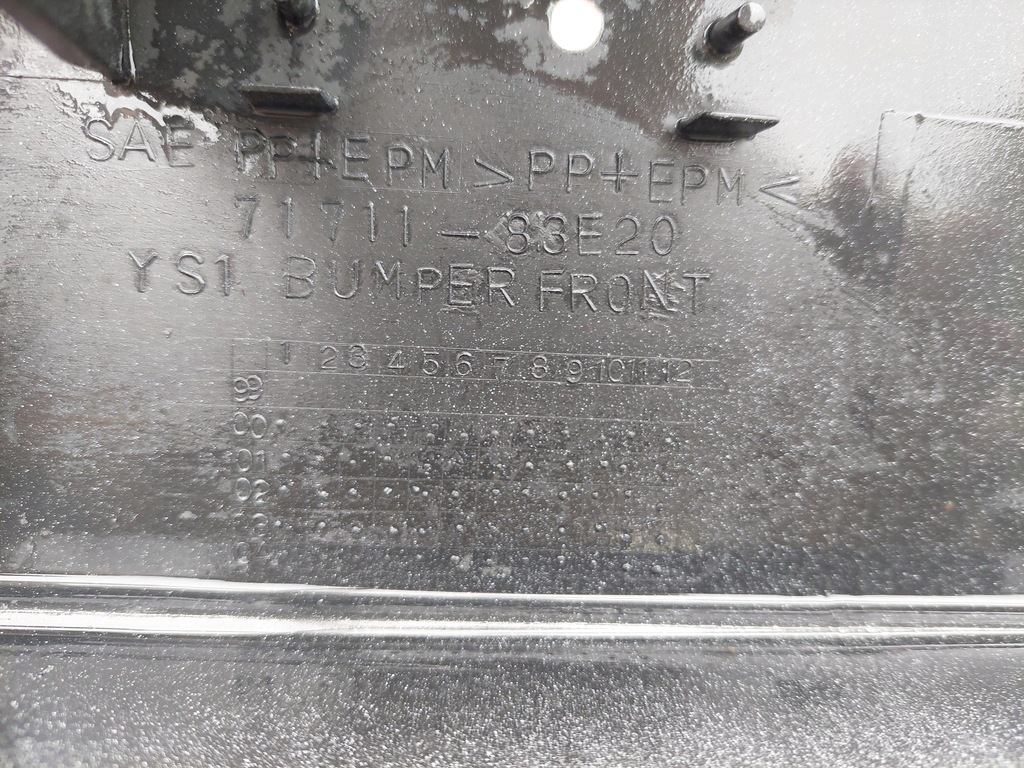 SAE PP+EPM >PP+EPM<
71711-83E20
YS1 BUMPER FRONT
1 2 3 4 5 6 7 8 9 10 11 12
99
00
01
02